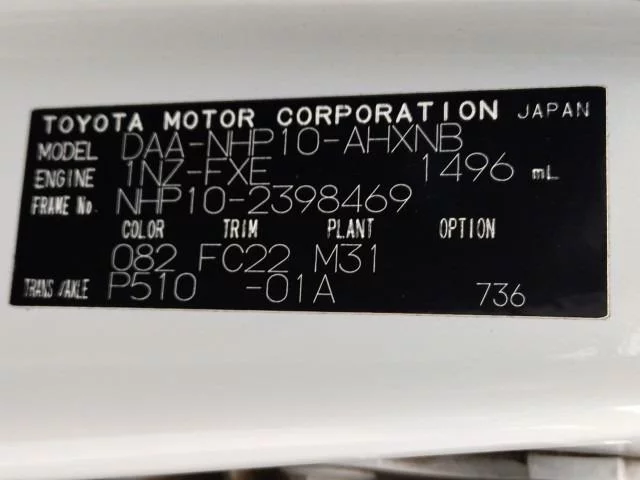 TOYOTA MOTOR CORPORATION JAPAN
MODEL DAA-NHP10-AHXNB
ENGINE 1NZ-FXE 1496 mL
FRAME No. NHP10-2398469
COLOR TRIM PLANT OPTION
082 FC22 M31
TRANS/AXLE P510 -01A 736